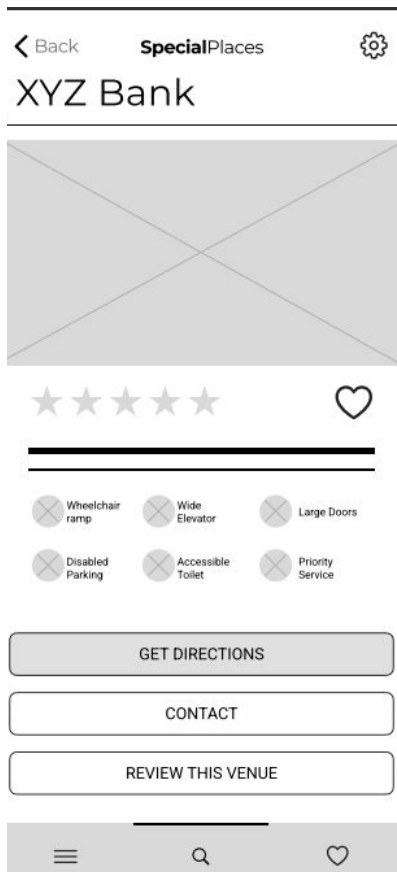 Back
SpecialPlaces
XYZ Bank
Wheelchair
ramp
Wide
Elevator
Large Doors
Disabled
Parking
Accessible
Toilet
Priority
Service
GET DIRECTIONS
CONTACT
REVIEW THIS VENUE